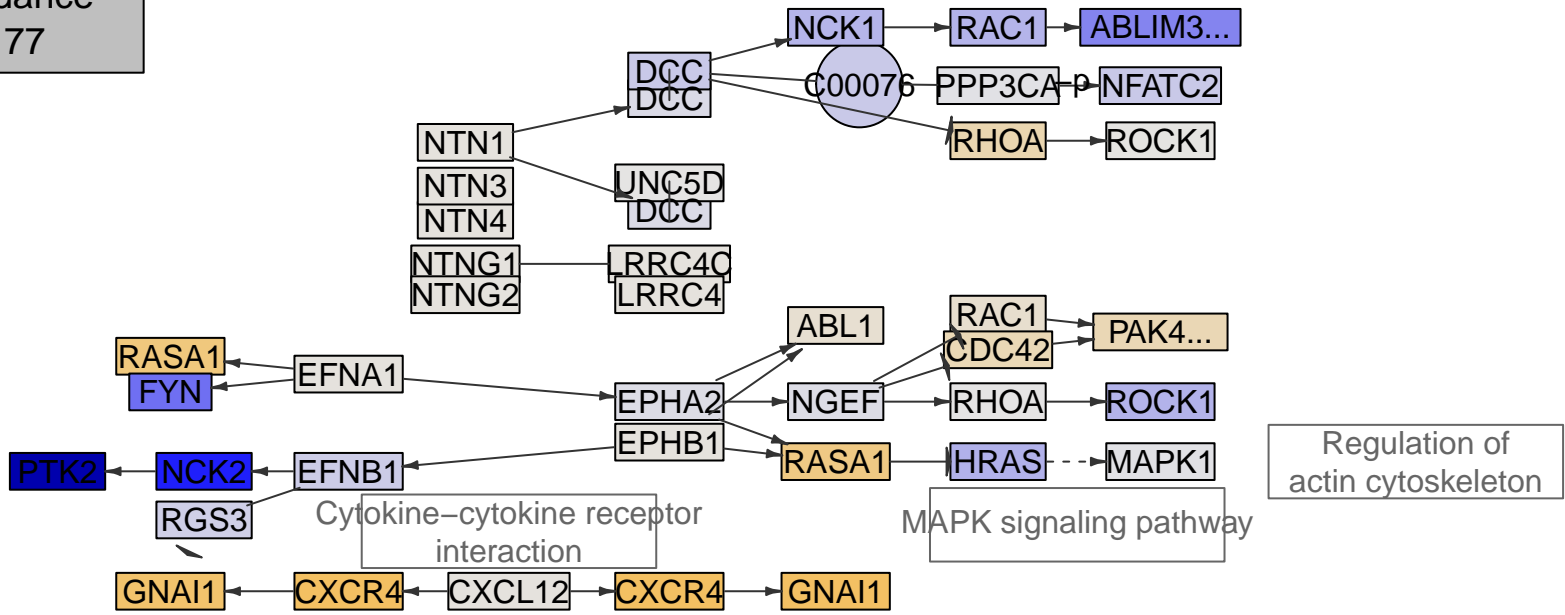 dance
77
NCK1
RAC1
ABLIM3...
DCC
DCC
C00076
PPP3CA
+p
NFATC2
NTN1
RHOA
ROCK1
NTN3
UNC5D
NTN4
DCC
NTNG1
LRRC4C
NTNG2
LRRC4
ABL1
RAC1
CDC42
PAK4...
RASA1
EFNA1
FYN
EPHA2
NGEF
RHOA
ROCK1
EPHB1
PTK2
NCK2
EFNB1
RASA1
HRAS
MAPK1
Regulation of
actin cytoskeleton
RGS3
Cytokine−cytokine receptor
interaction
MAPK signaling pathway
GNAI1
CXCR4
CXCL12
CXCR4
GNAI1